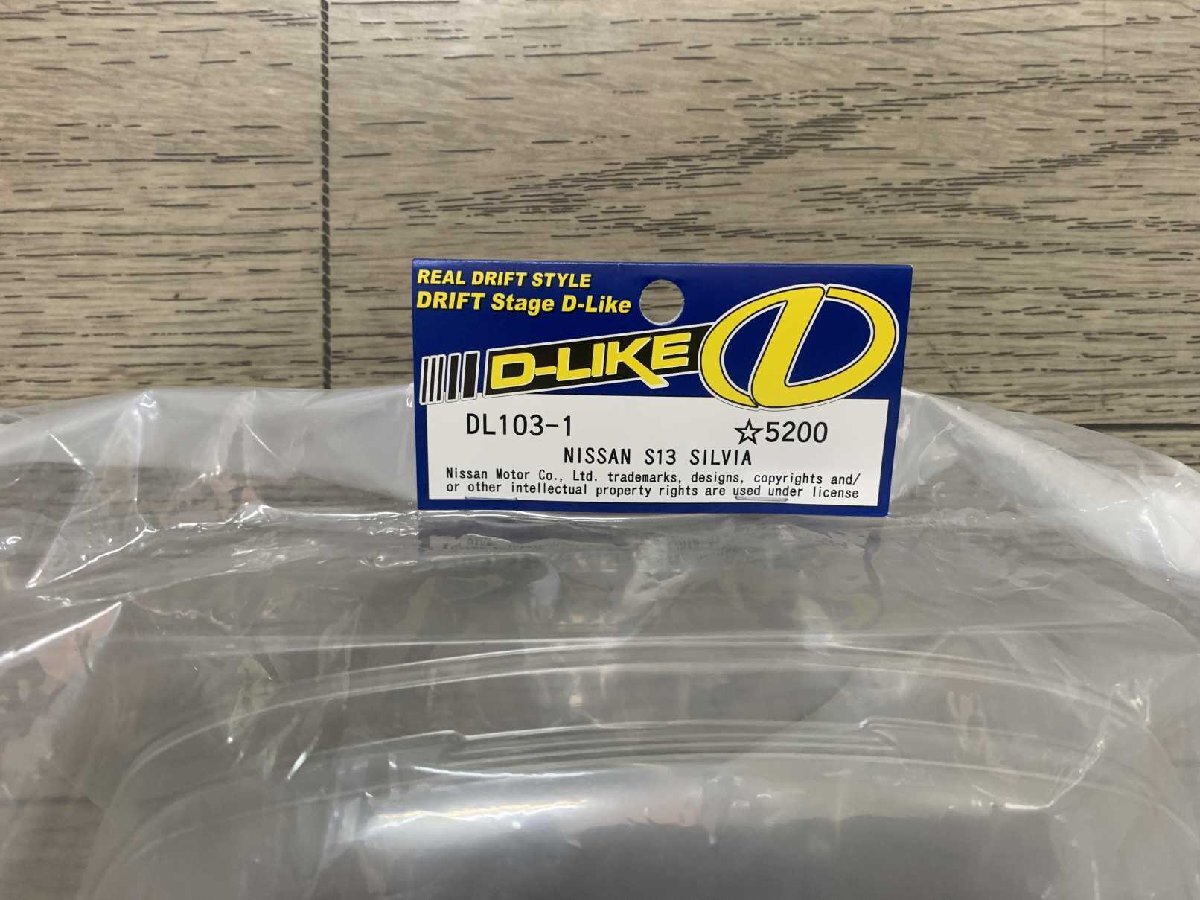 REAL DRIFT STYLE
DRIFT Stage D-Like
D-LIKE D
DL103-1 ☆5200
NISSAN S13 SILVIA
Nissan Motor Co., Ltd. trademarks, designs, copyrights and/
or other intellectual property rights are used under license